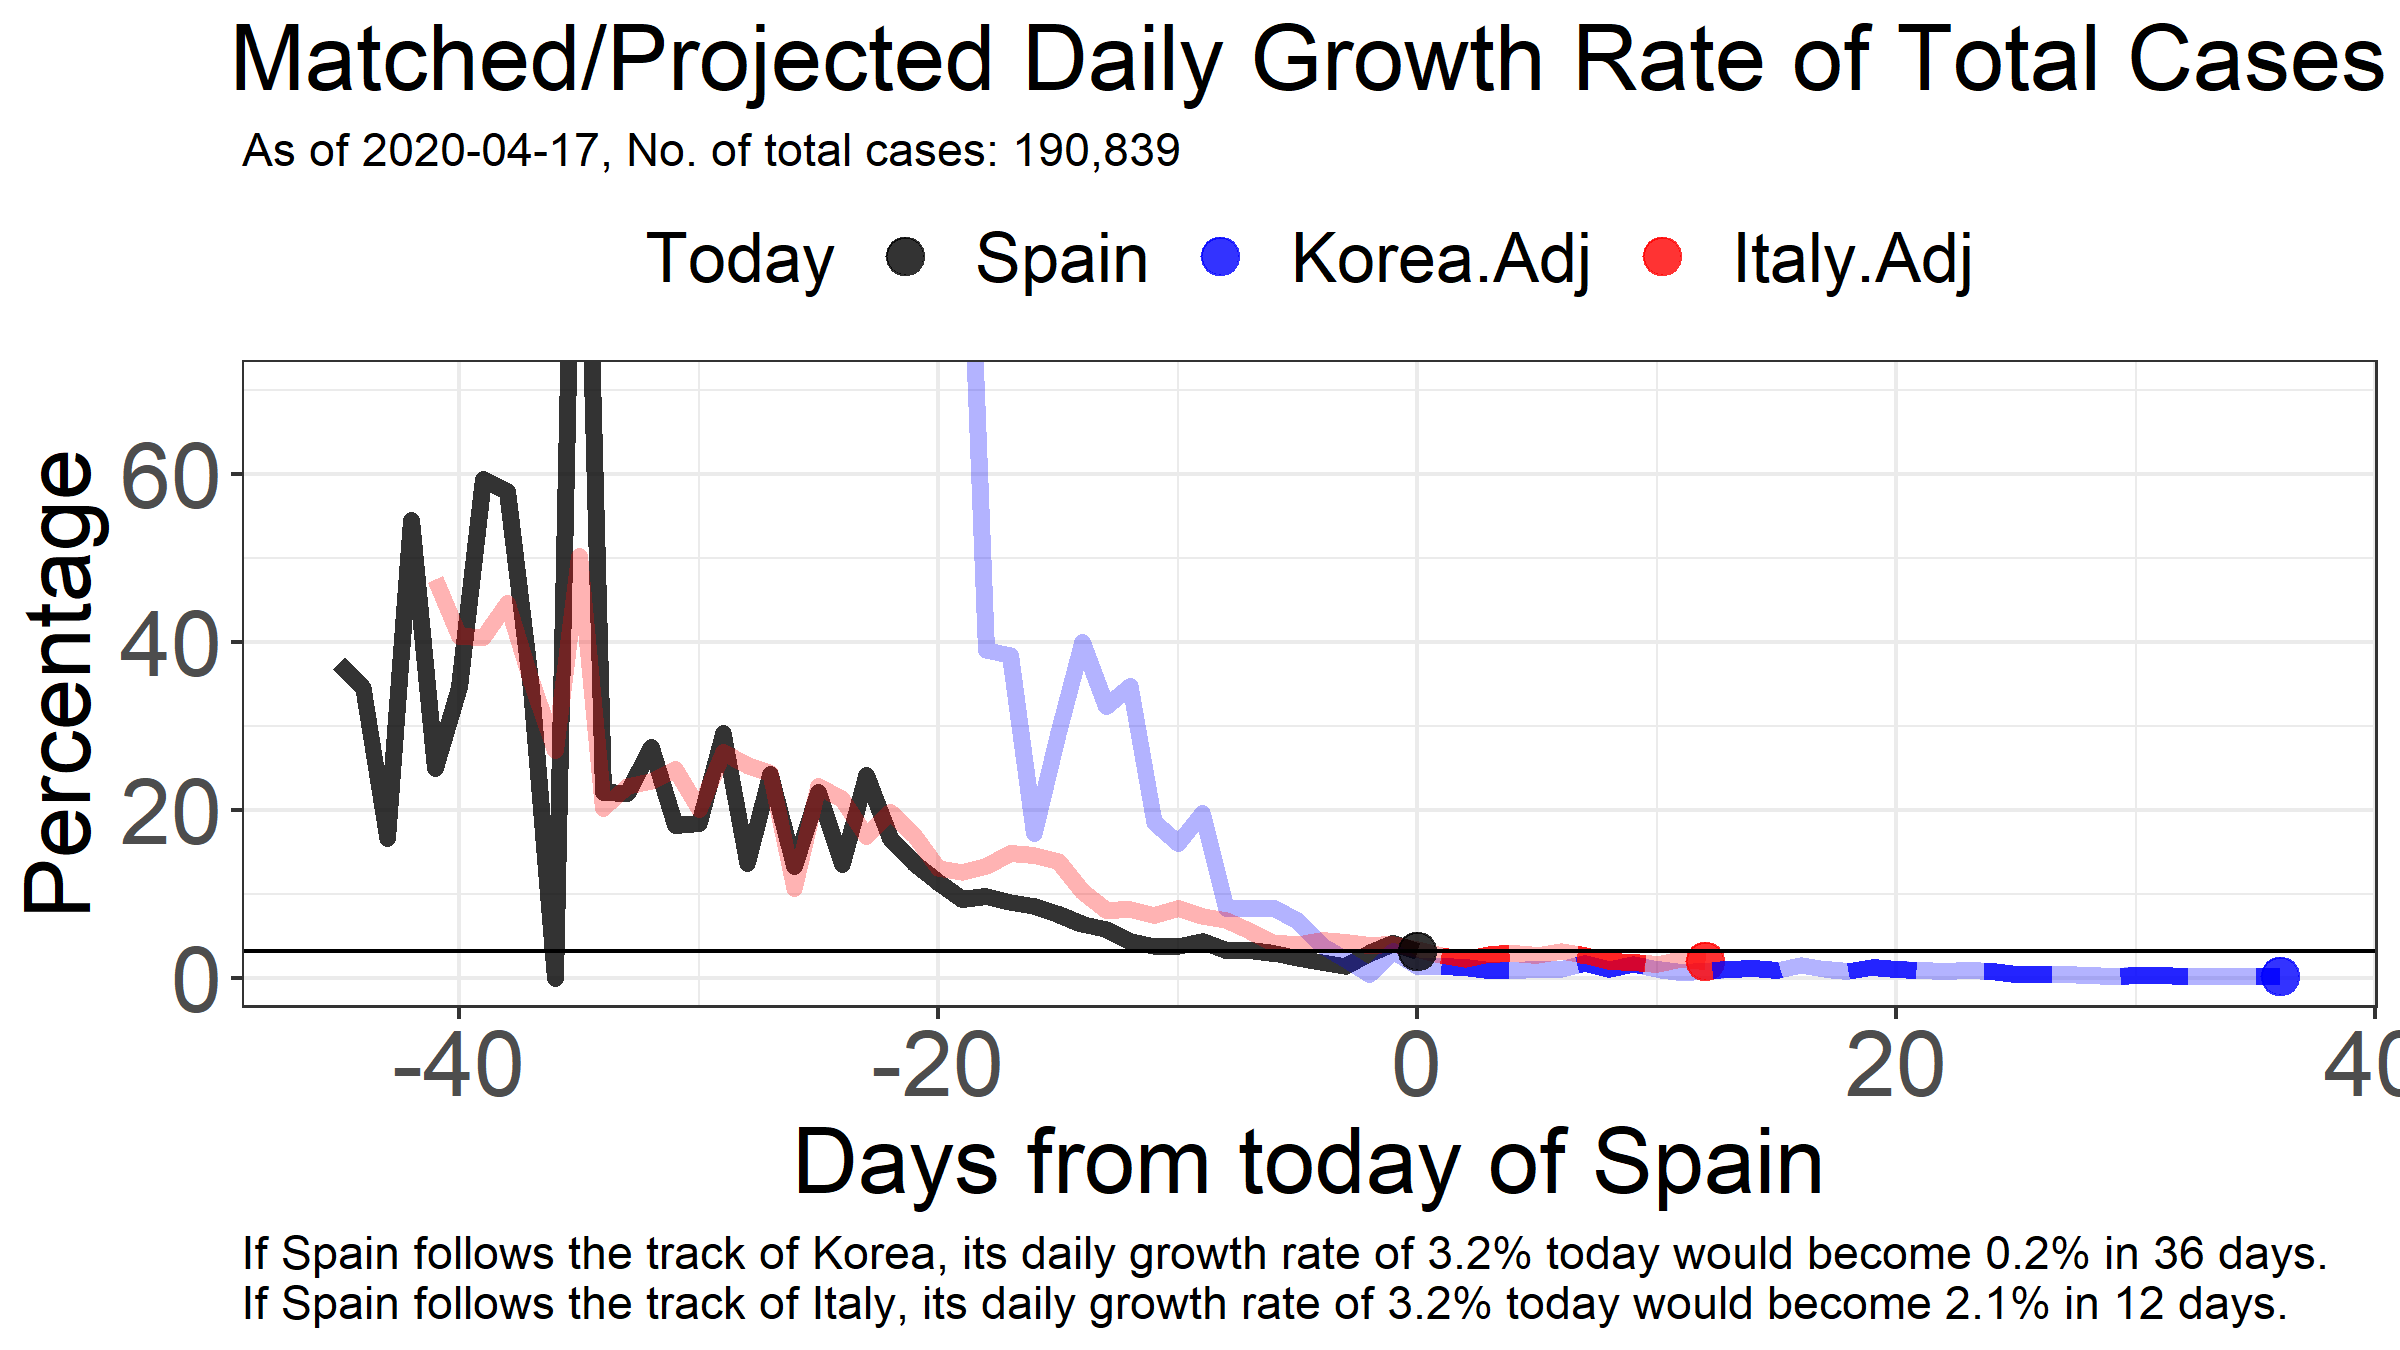 Matched/Projected Daily Growth Rate of Total Cases
As of 2020-04-17, No. of total cases: 190,839
Today Spain Korea.Adj Italy.Adj
Percentage
60
40
20
0
-40 -20 0 20 40
Days from today of Spain
If Spain follows the track of Korea, its daily growth rate of 3.2% today would become 0.2% in 36 days.
If Spain follows the track of Italy, its daily growth rate of 3.2% today would become 2.1% in 12 days.